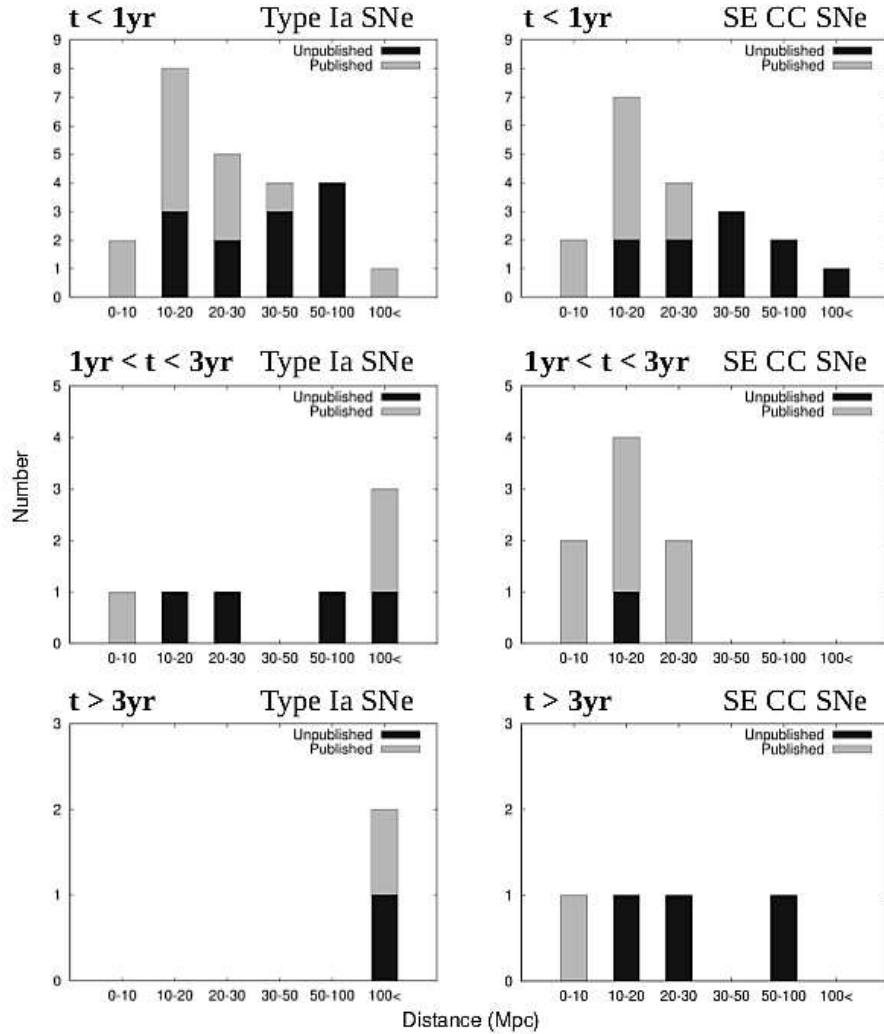 t < 1yr Type Ia SNe
9
8
7
6
5
4
3
2
1
0
Unpublished
Published
0-10 10-20 20-30 30-50 50-100 100<
t < 1yr SE CC SNe
9
8
7
6
5
4
3
2
1
0
Unpublished
Published
0-10 10-20 20-30 30-50 50-100 100<
1yr < t < 3yr Type Ia SNe
5
4
3
2
1
0
Unpublished
Published
0-10 10-20 20-30 30-50 50-100 100<
1yr < t < 3yr SE CC SNe
5
4
3
2
1
0
Unpublished
Published
0-10 10-20 20-30 30-50 50-100 100<
Number
t > 3yr Type Ia SNe
3
2
1
0
Unpublished
Published
0-10 10-20 20-30 30-50 50-100 100<
t > 3yr SE CC SNe
3
2
1
0
Unpublished
Published
0-10 10-20 20-30 30-50 50-100 100<
Distance (Mpc)